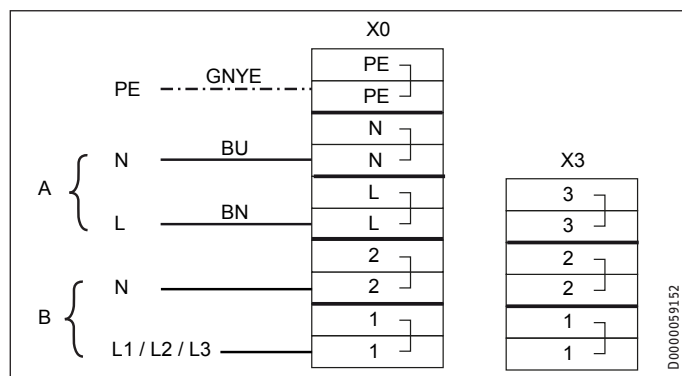 X0
PE
PE GNYE PE
N
A N BU N
L
L BN L
2
B N 2
1
L1 / L2 / L3 1
X3
3
3
2
2
1
1
D0000059152